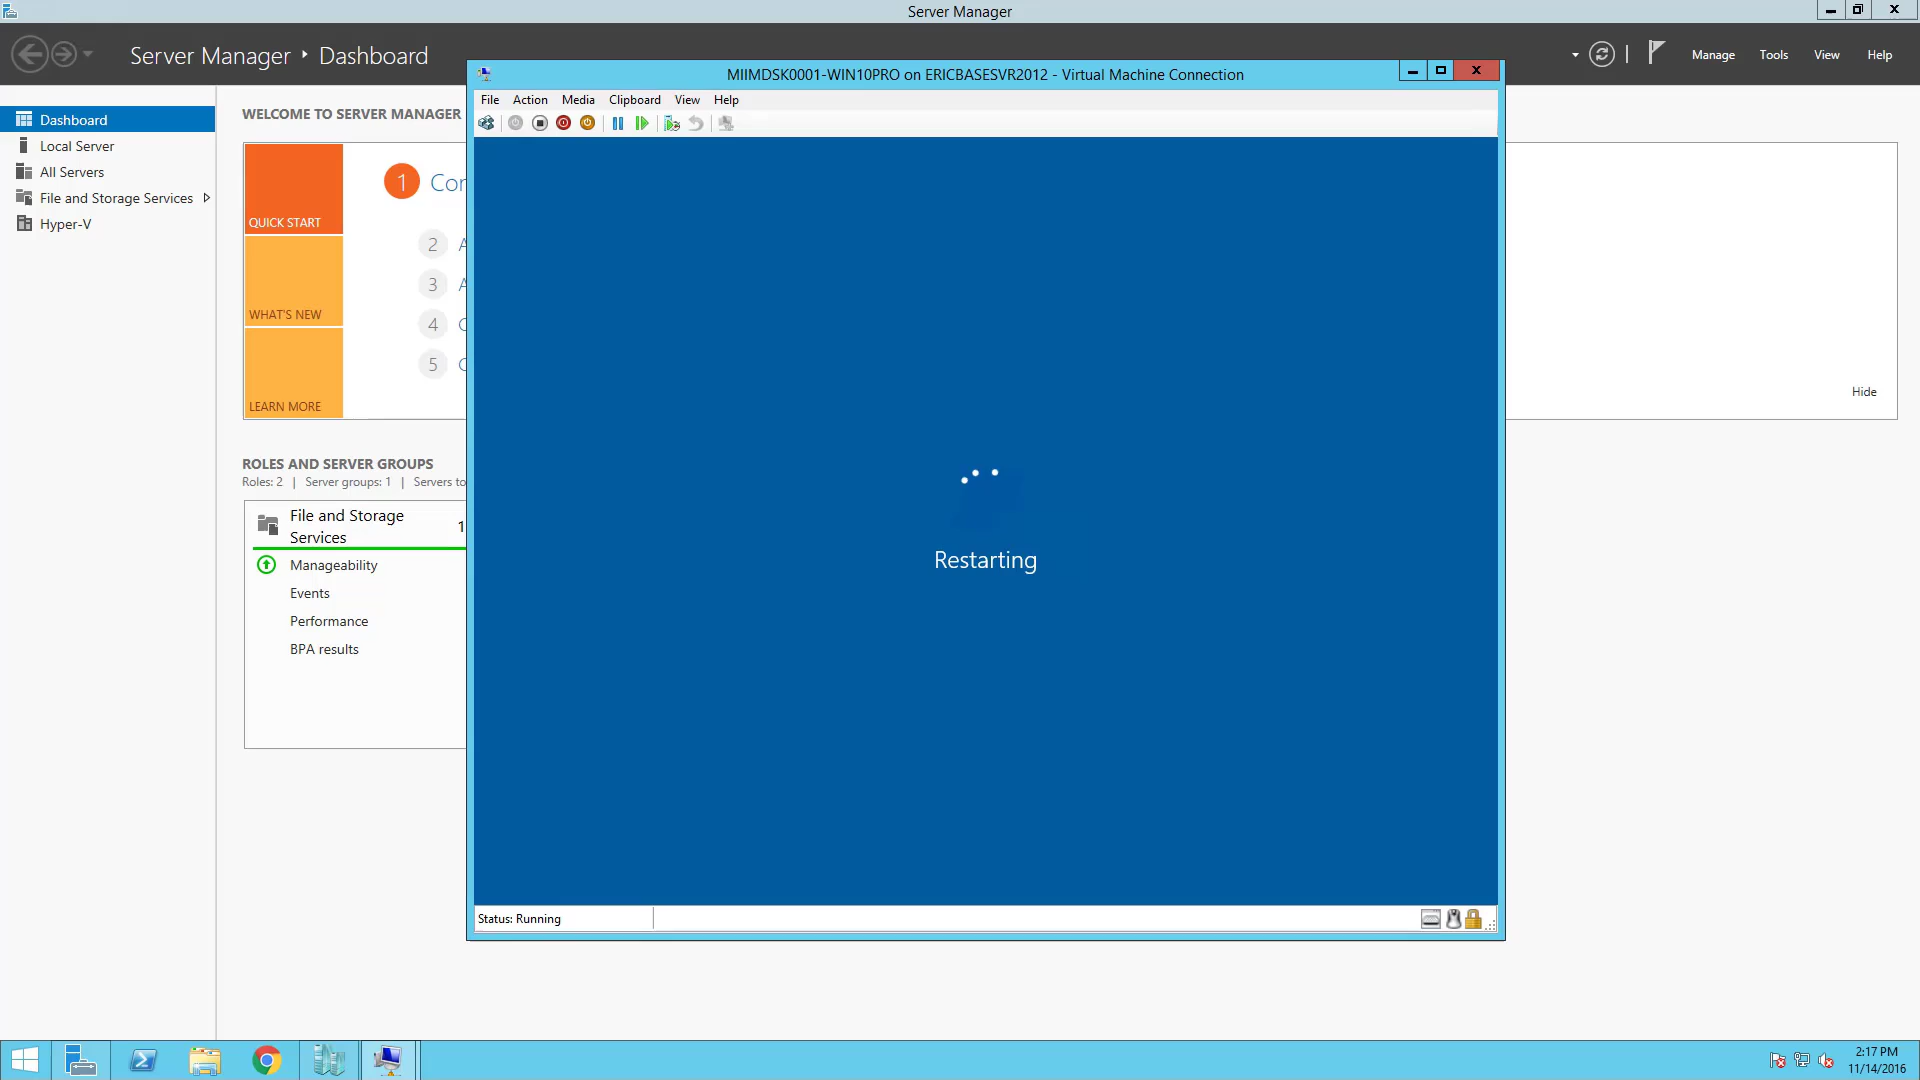 Server Manager
Server Manager Dashboard
Manage Tools View Help
MIIMDSK0001-WIN10PRO on ERICBASESVR2012 - Virtual Machine Connection
File Action Media Clipboard View Help
Dashboard
Local Server
All Servers
File and Storage Services
Hyper-V
WELCOME TO SERVER MANAGER
QUICK START
WHAT'S NEW
LEARN MORE
1 Cor
2 A
3 A
4 C
5 C
Hide
ROLES AND SERVER GROUPS
Roles: 2 | Server groups: 1 | Servers to
File and Storage
Services
1
Manageability
Events
Performance
BPA results
Restarting
Status: Running
2:17 PM
11/14/2016